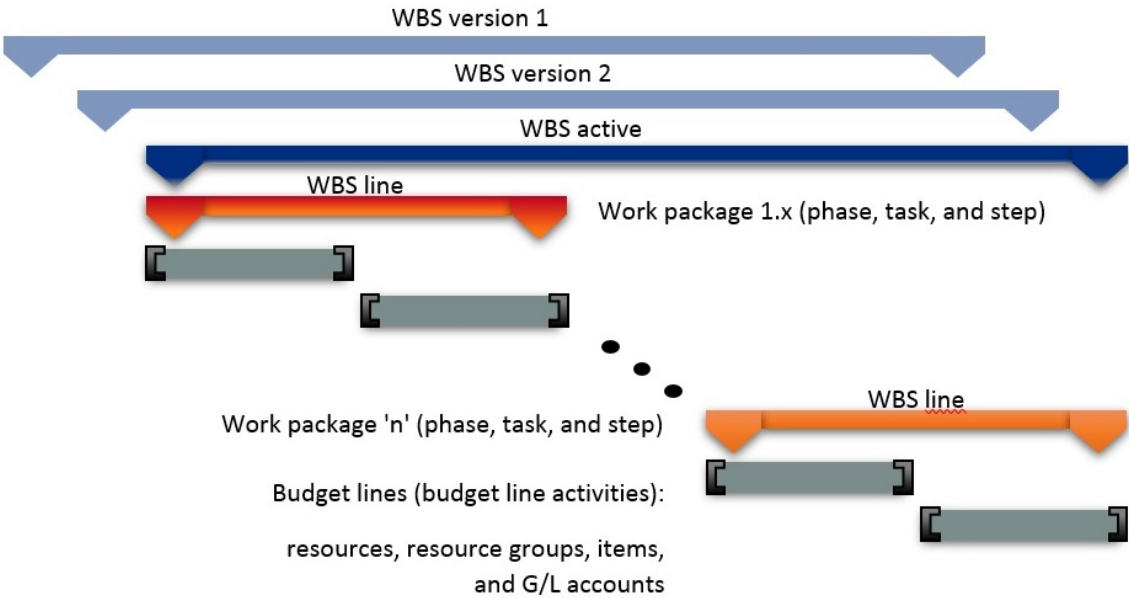 WBS version 1
WBS version 2
WBS active
WBS line
Work package 1.x (phase, task, and step)
WBS line
Work package 'n' (phase, task, and step)
Budget lines (budget line activities):
resources, resource groups, items,
and G/L accounts